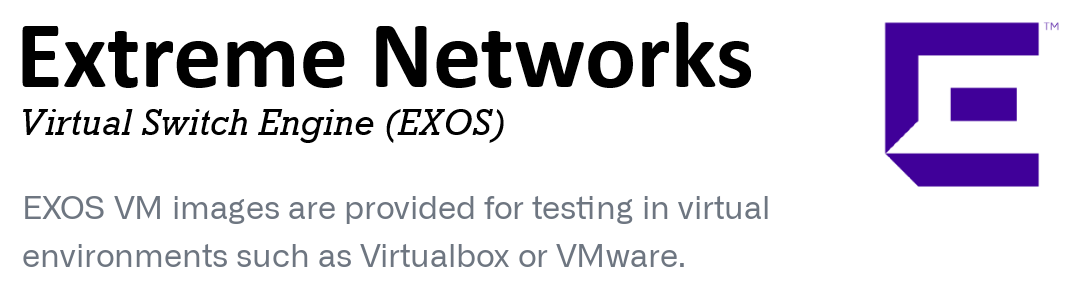 Extreme Networks
TM
Virtual Switch Engine (EXOS)
EXOS VM images are provided for testing in virtual
environments such as Virtualbox or VMware.